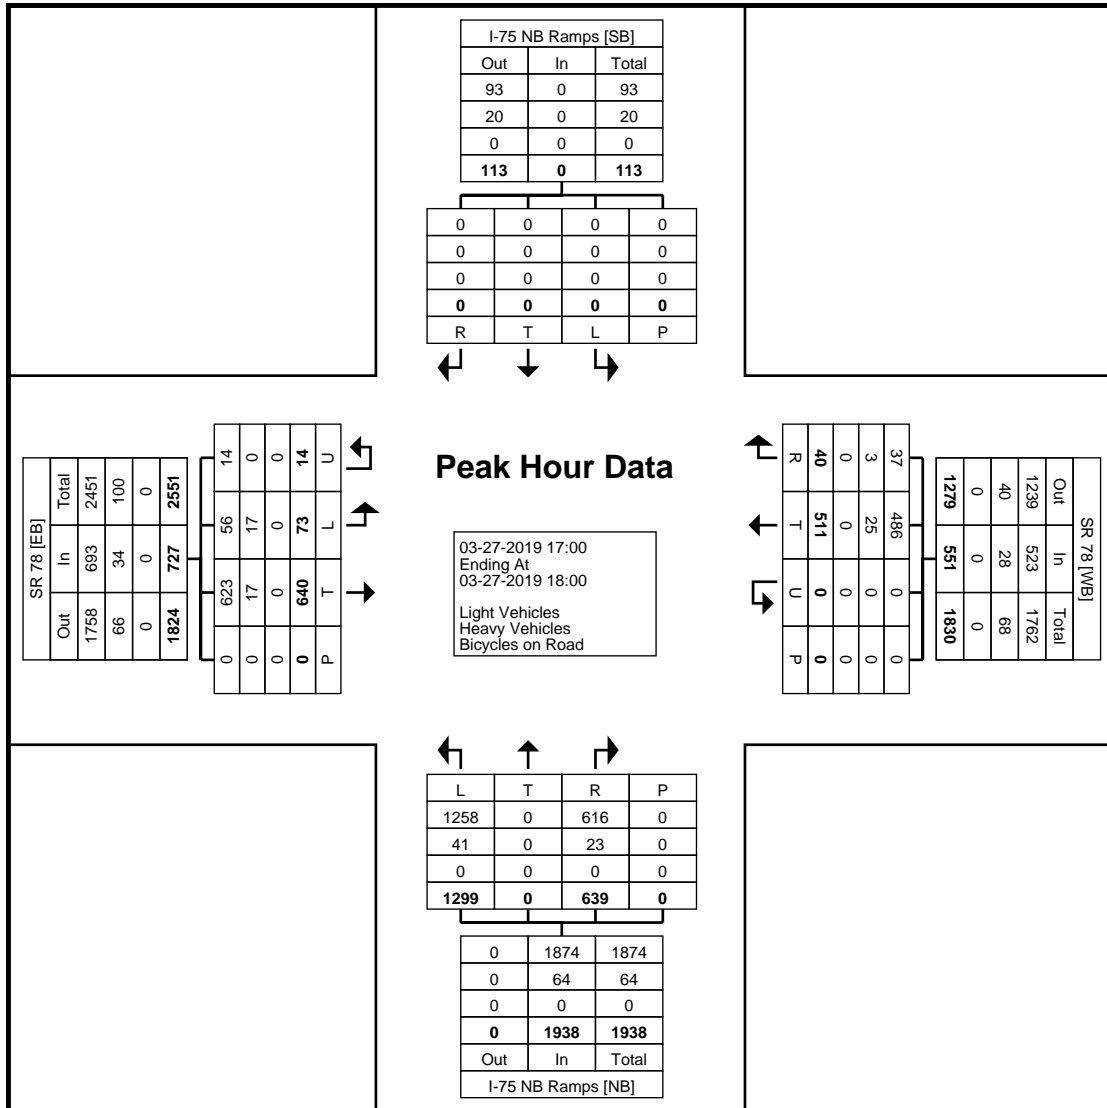 I-75 NB Ramps [SB]
Out In Total
93 0 93
20 0 20
0 0 0
113 0 113
0 0 0 0
0 0 0 0
0 0 0 0
0 0 0 0
R T L P
SR 78 [EB]
Total In Out
2451 693 1758
100 34 66
0 0 0
2551 727 1824
14 56 623 0
0 17 17 0
0 0 0 0
14 73 640 0
U L T P
Peak Hour Data
03-27-2019 17:00
Ending At
03-27-2019 18:00
Light Vehicles
Heavy Vehicles
Bicycles on Road
R T U P
40 511 0 0
0 0 0 0
3 25 0 0
37 486 0 0
SR 78 [WB]
Out In Total
1239 523 1762
40 28 68
0 0 0
1279 551 1830
L T R P
1258 0 616 0
41 0 23 0
0 0 0 0
1299 0 639 0
0 1874 1874
0 64 64
0 0 0
0 1938 1938
Out In Total
I-75 NB Ramps [NB]